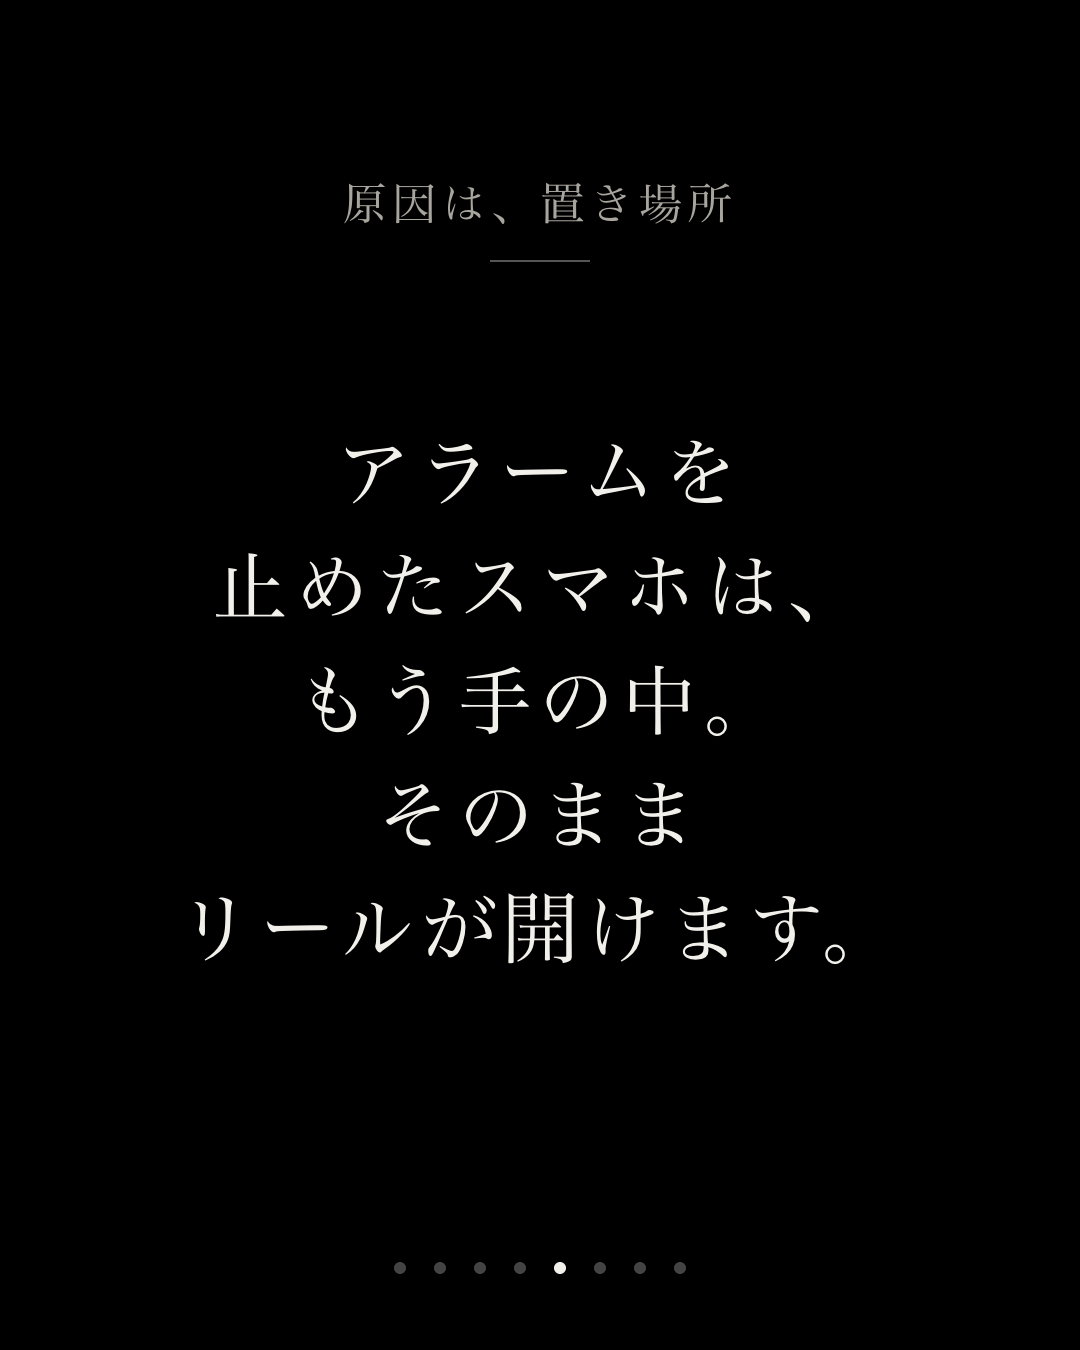 原因は、置き場所
アラームを
止めたスマホは、
もう手の中。
そのまま
リールが開けます。